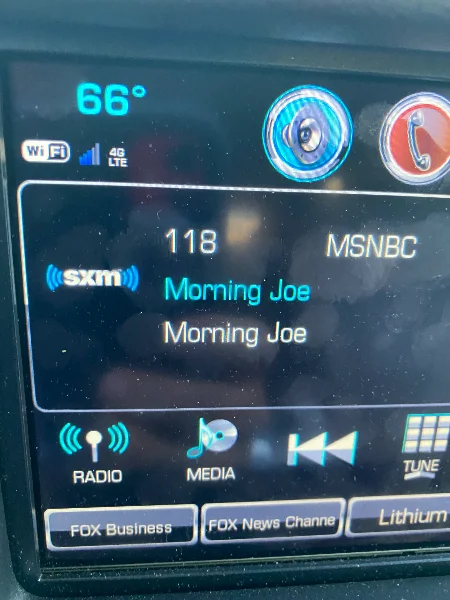 66°
WiFi 4G
LTE
118 MSNBC
sxm
Morning Joe
Morning Joe
RADIO MEDIA TUNE
FOX Business FOX News Channe Lithium